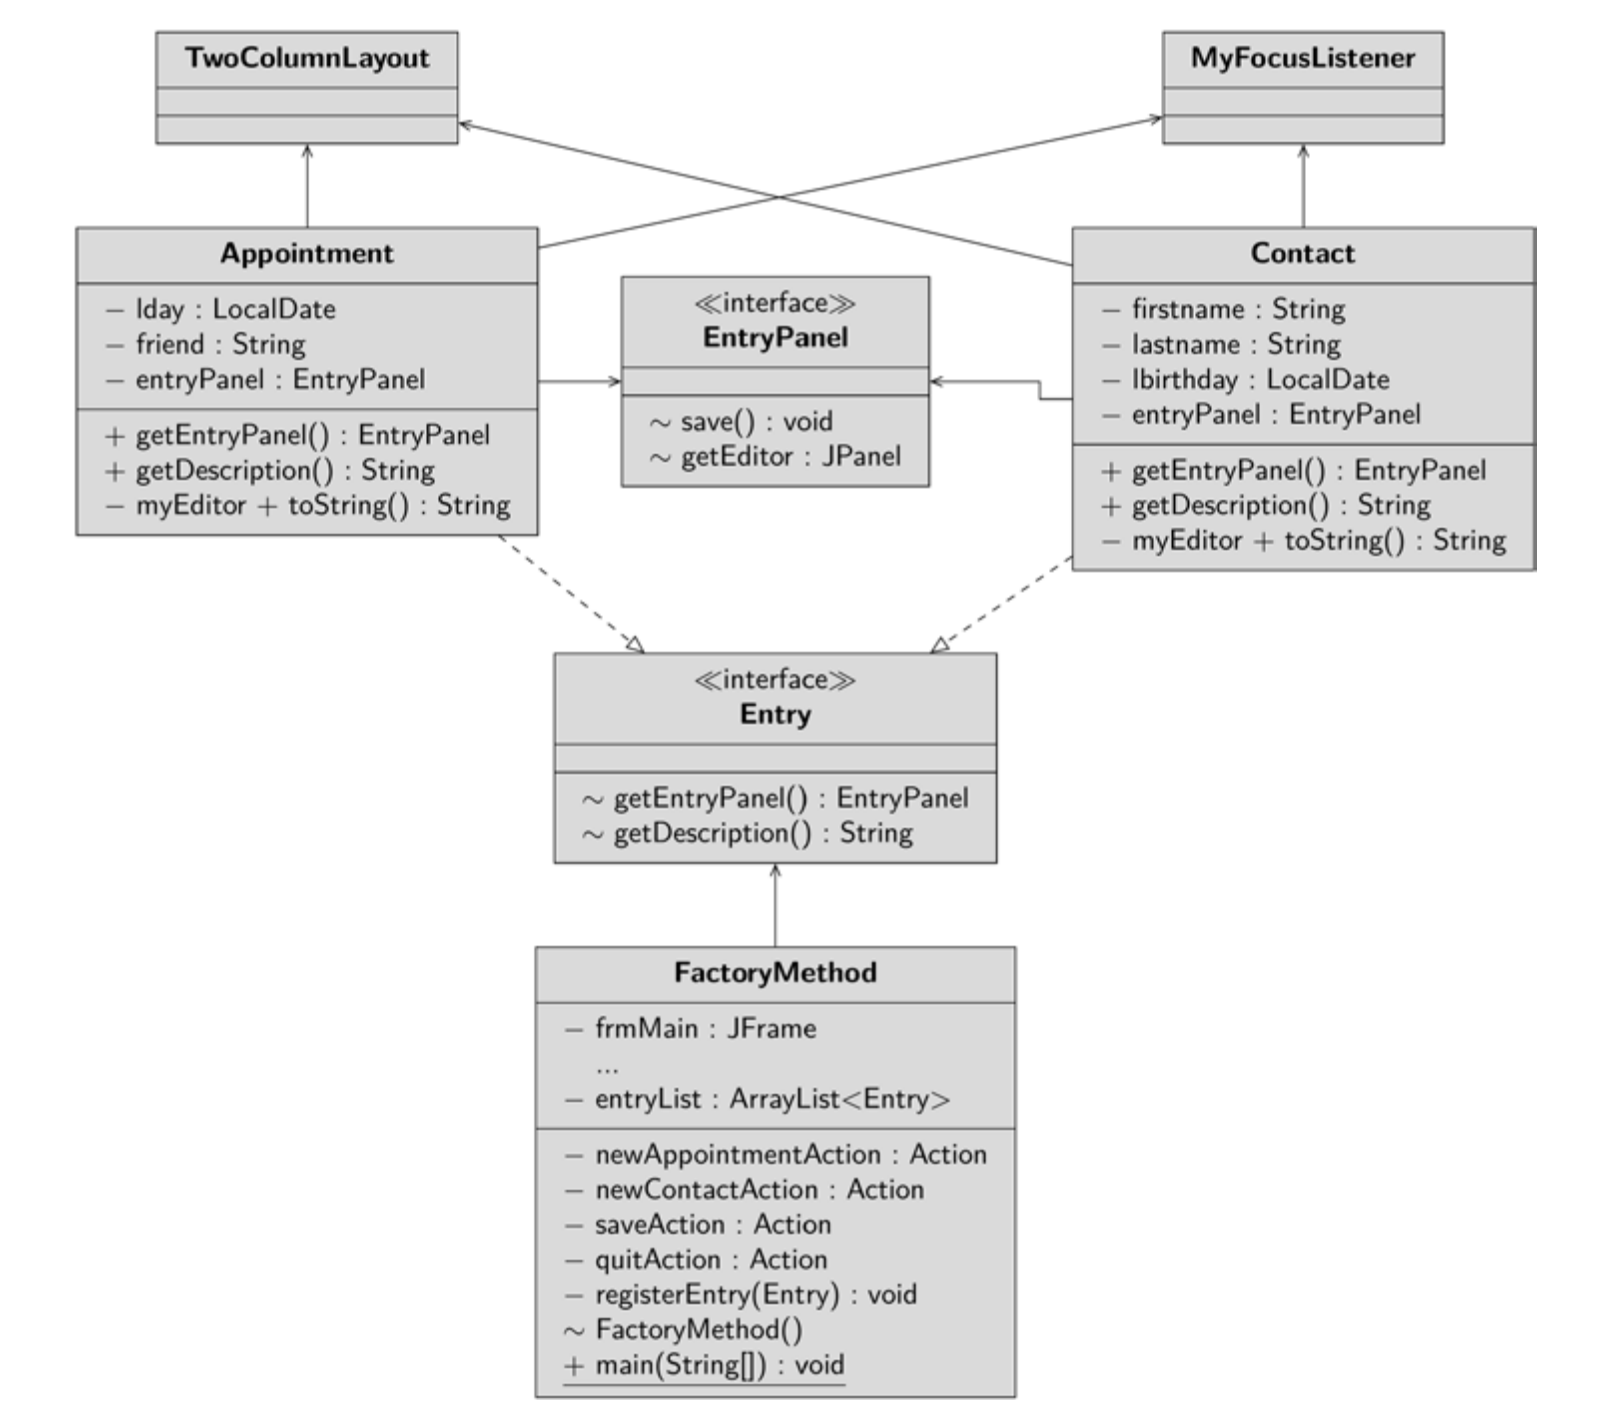 TwoColumnLayout
MyFocusListener
Appointment
− lday : LocalDate
− friend : String
− entryPanel : EntryPanel
+ getEntryPanel() : EntryPanel
+ getDescription() : String
− myEditor + toString() : String
≪interface≫
EntryPanel
∼ save() : void
∼ getEditor : JPanel
Contact
− firstname : String
− lastname : String
− lbirthday : LocalDate
− entryPanel : EntryPanel
+ getEntryPanel() : EntryPanel
+ getDescription() : String
− myEditor + toString() : String
≪interface≫
Entry
∼ getEntryPanel() : EntryPanel
∼ getDescription() : String
FactoryMethod
− frmMain : JFrame
...
− entryList : ArrayList<Entry>
− newAppointmentAction : Action
− newContactAction : Action
− saveAction : Action
− quitAction : Action
− registerEntry(Entry) : void
∼ FactoryMethod()
+ main(String[]) : void